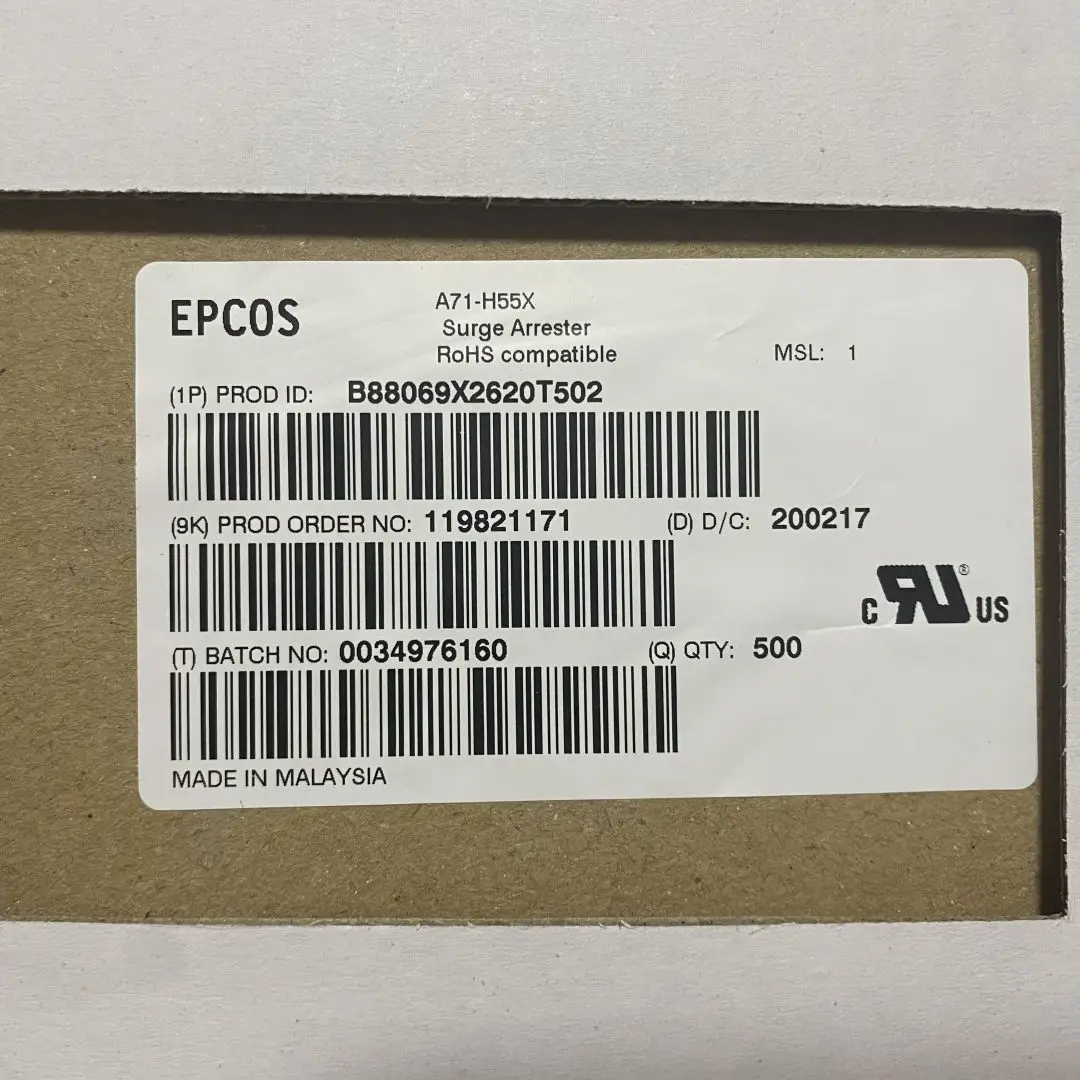 EPCOS
A71-H55X
Surge Arrester
RoHS compatible
MSL: 1
(1P) PROD ID: B88069X2620T502
(9K) PROD ORDER NO: 119821171 (D) D/C: 200217
c RU ® US
(T) BATCH NO: 0034976160 (Q) QTY: 500
MADE IN MALAYSIA